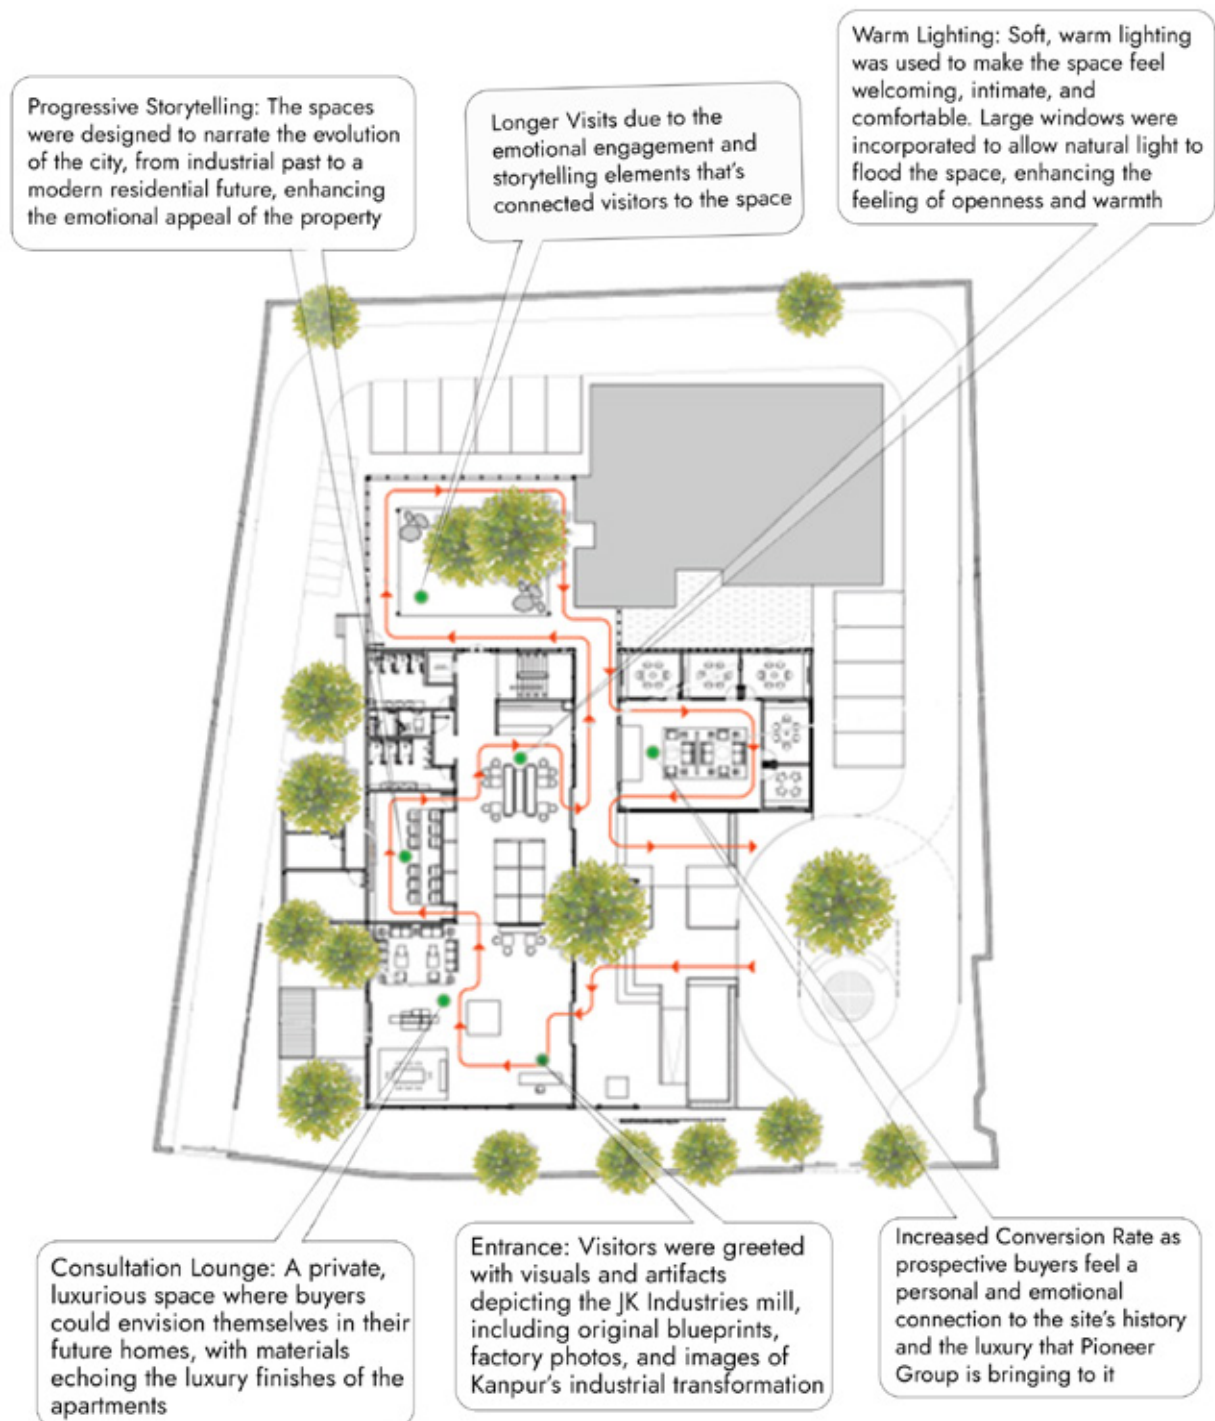 Progressive Storytelling: The spaces
were designed to narrate the evolution
of the city, from industrial past to a
modern residential future, enhancing
the emotional appeal of the property
Longer Visits due to the
emotional engagement and
storytelling elements that's
connected visitors to the space
Warm Lighting: Soft, warm lighting
was used to make the space feel
welcoming, intimate, and
comfortable. Large windows were
incorporated to allow natural light to
flood the space, enhancing the
feeling of openness and warmth
Consultation Lounge: A private,
luxurious space where buyers
could envision themselves in their
future homes, with materials
echoing the luxury finishes of the
apartments
Entrance: Visitors were greeted
with visuals and artifacts
depicting the JK Industries mill,
including original blueprints,
factory photos, and images of
Kanpur's industrial transformation
Increased Conversion Rate as
prospective buyers feel a
personal and emotional
connection to the site's history
and the luxury that Pioneer
Group is bringing to it